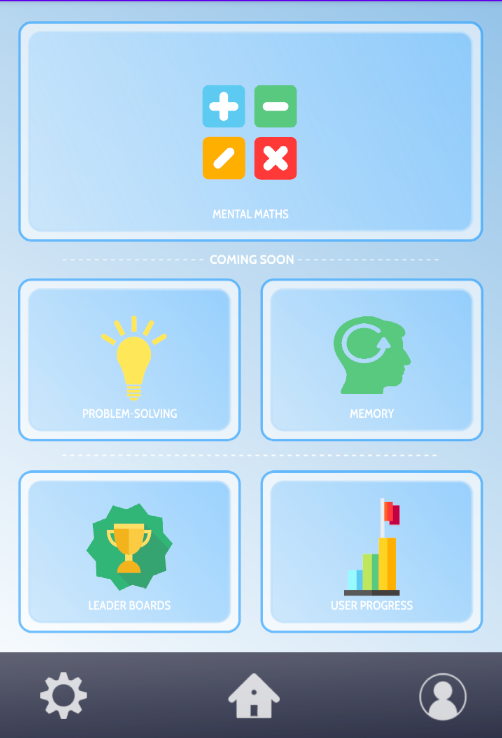 MENTAL MATHS
COMING SOON
PROBLEM-SOLVING
MEMORY
LEADER BOARDS
USER PROGRESS